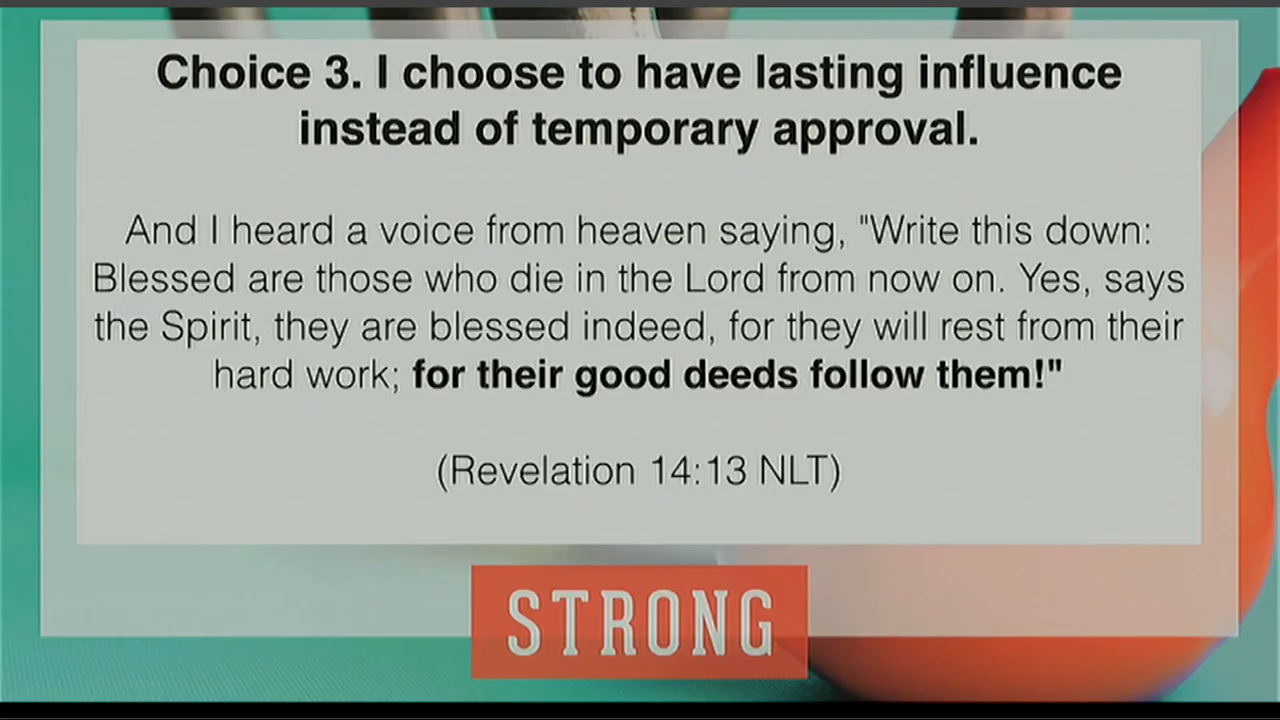 Choice 3. I choose to have lasting influence
instead of temporary approval.
And I heard a voice from heaven saying, "Write this down:
Blessed are those who die in the Lord from now on. Yes, says
the Spirit, they are blessed indeed, for they will rest from their
hard work; for their good deeds follow them!"
(Revelation 14:13 NLT)
STRONG